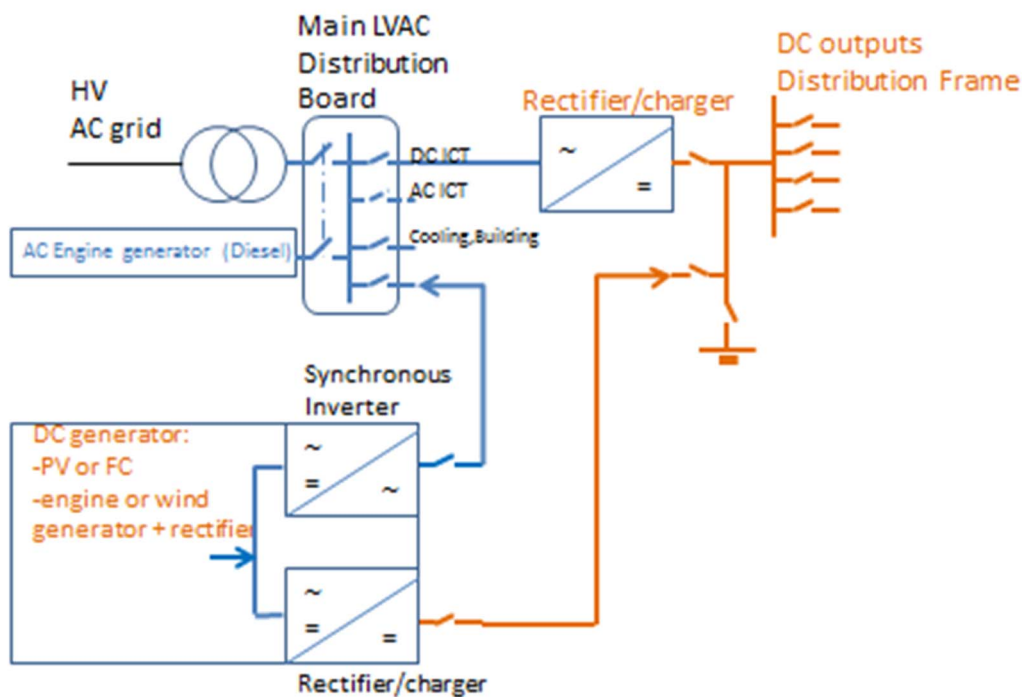 Main LVAC
Distribution
Board
HV
AC grid
Rectifier/charger
DC outputs
Distribution Frame
~
=
DC ICT
AC ICT
Cooling,Building
AC Engine generator (Diesel)
Synchronous
Inverter
DC generator:
-PV or FC
-engine or wind
generator + rectifier
~
=
~
~
=
=
Rectifier/charger